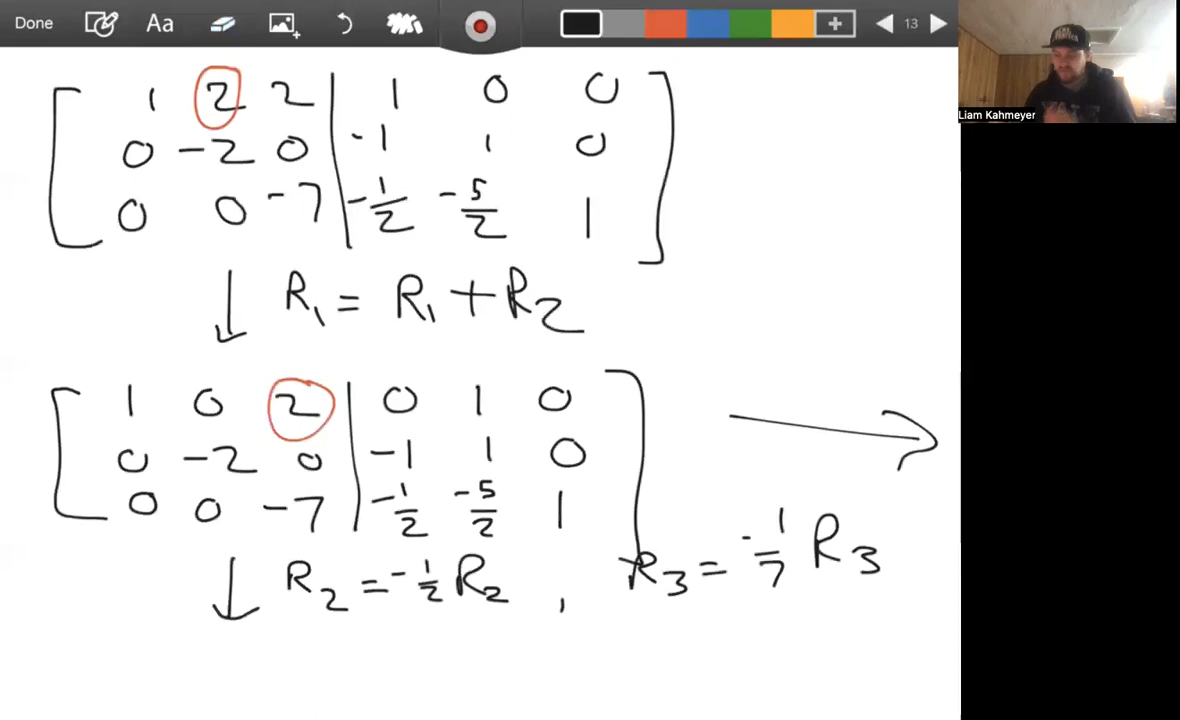 Done Aa 13
Liam Kahmeyer
1 2 2 | 1 0 0
0 -2 0 | -1 1 0
0 0 -7 | -1/2 -5/2 1
↓ R₁ = R₁ + R₂
1 0 2 | 0 1 0
0 -2 0 | -1 1 0
0 0 -7 | -1/2 -5/2 1
↓ R₂ = -1/2 R₂ , R₃ = -1/7 R₃